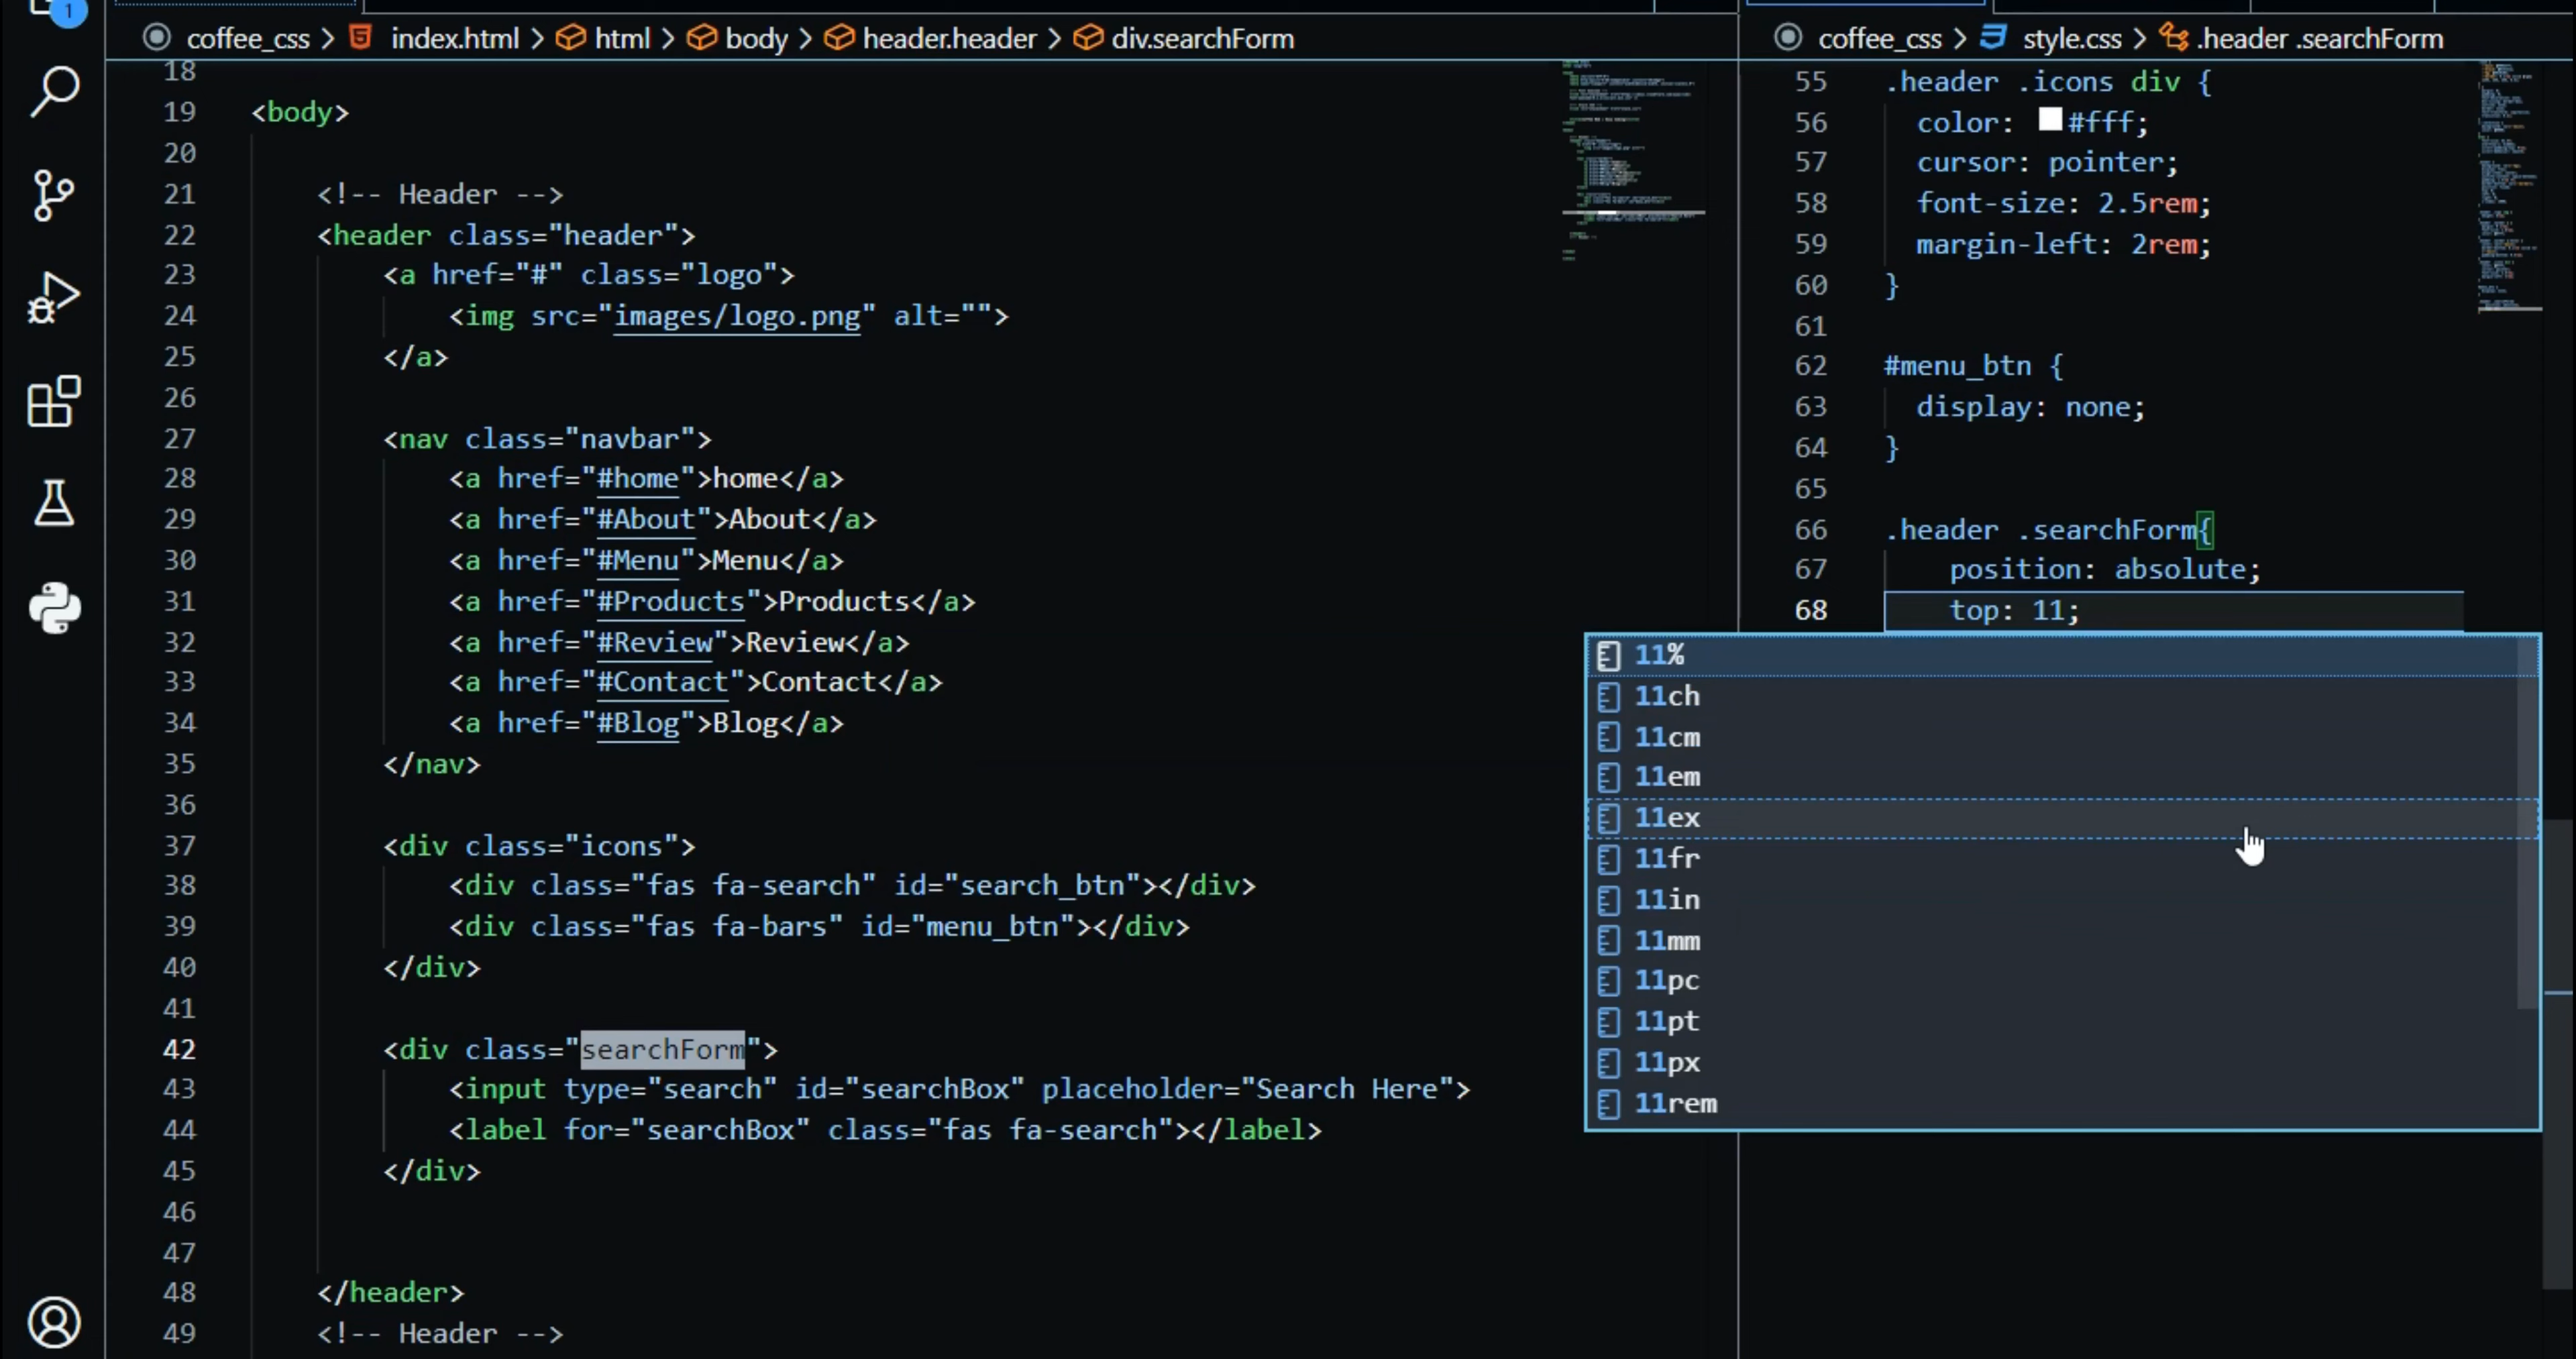 1
coffee_css > index.html > html > body > header.header > div.searchForm
18
19 <body>
20
21 <!-- Header -->
22 <header class="header">
23 <a href="#" class="logo">
24 <img src="images/logo.png" alt="">
25 </a>
26
27 <nav class="navbar">
28 <a href="#home">home</a>
29 <a href="#About">About</a>
30 <a href="#Menu">Menu</a>
31 <a href="#Products">Products</a>
32 <a href="#Review">Review</a>
33 <a href="#Contact">Contact</a>
34 <a href="#Blog">Blog</a>
35 </nav>
36
37 <div class="icons">
38 <div class="fas fa-search" id="search_btn"></div>
39 <div class="fas fa-bars" id="menu_btn"></div>
40 </div>
41
42 <div class="searchForm">
43 <input type="search" id="searchBox" placeholder="Search Here">
44 <label for="searchBox" class="fas fa-search"></label>
45 </div>
46
47
48 </header>
49 <!-- Header -->
coffee_css > style.css > .header .searchForm
55 .header .icons div {
56 color: #fff;
57 cursor: pointer;
58 font-size: 2.5rem;
59 margin-left: 2rem;
60 }
61
62 #menu_btn {
63 display: none;
64 }
65
66 .header .searchForm{
67 position: absolute;
68 top: 11;
11%
11ch
11cm
11em
11ex
11fr
11in
11mm
11pc
11pt
11px
11rem